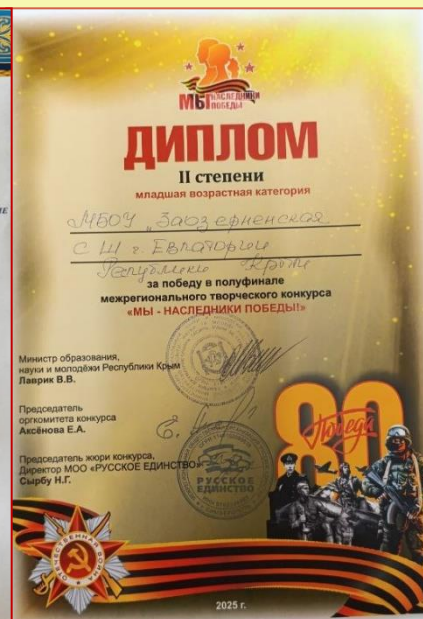 МЫ НАСЛЕДНИКИ
ПОБЕДЫ
ДИПЛОМ
II степени
младшая возрастная категория
МБОУ "Заозерненская
СШ г. Евпатории
Республики Крым
за победу в полуфинале
межрегионального творческого конкурса
«МЫ - НАСЛЕДНИКИ ПОБЕДЫ!»
Министр образования,
науки и молодёжи Республики Крым
Лаврик В.В.
Председатель
оргкомитета конкурса
Аксёнова Е.А.
Председатель жюри конкурса,
Директор МОО «РУССКОЕ ЕДИНСТВО»
Сырбу Н.Г.
РУССКОЕ
ЕДИНСТВО
80
Победа
ОТЕЧЕСТВЕННАЯ ВОЙНА
2025 г.